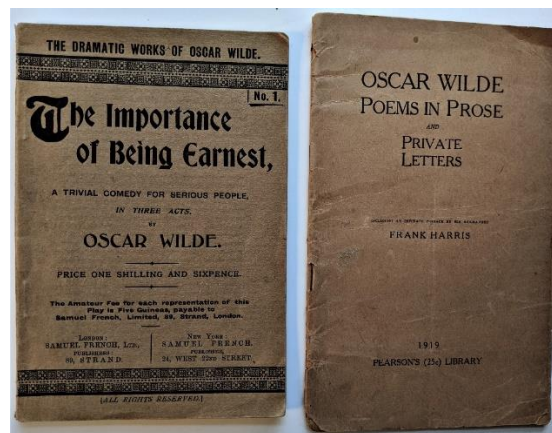 THE DRAMATIC WORKS OF OSCAR WILDE.
No. 1.
The Importance
of Being Earnest,
A TRIVIAL COMEDY FOR SERIOUS PEOPLE,
IN THREE ACTS,
BY
OSCAR WILDE.
PRICE ONE SHILLING AND SIXPENCE.
The Amateur Fee for each representation of this
Play is Five Guineas, payable to
Samuel French, Limited, 89, Strand, London.
LONDON:
SAMUEL FRENCH, LTD.,
PUBLISHERS
89, STRAND.
NEW YORK:
SAMUEL FRENCH,
PUBLISHER,
24, WEST 22ND STREET.
(ALL RIGHTS RESERVED.)
OSCAR WILDE
POEMS IN PROSE
AND
PRIVATE
LETTERS
FRANK HARRIS
1919
PEARSON'S (25c) LIBRARY